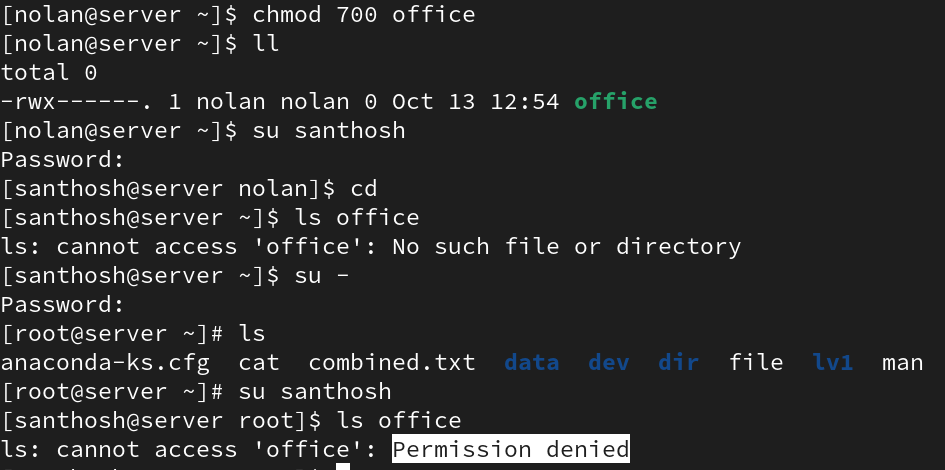 [nolan@server ~]$ chmod 700 office
[nolan@server ~]$ ll
total 0
-rwx------. 1 nolan nolan 0 Oct 13 12:54 office
[nolan@server ~]$ su santhosh
Password:
[santhosh@server nolan]$ cd
[santhosh@server ~]$ ls office
ls: cannot access 'office': No such file or directory
[santhosh@server ~]$ su -
Password:
[root@server ~]# ls
anaconda-ks.cfg  cat  combined.txt  data  dev  dir  file  lv1  man
[root@server ~]# su santhosh
[santhosh@server root]$ ls office
ls: cannot access 'office': Permission denied